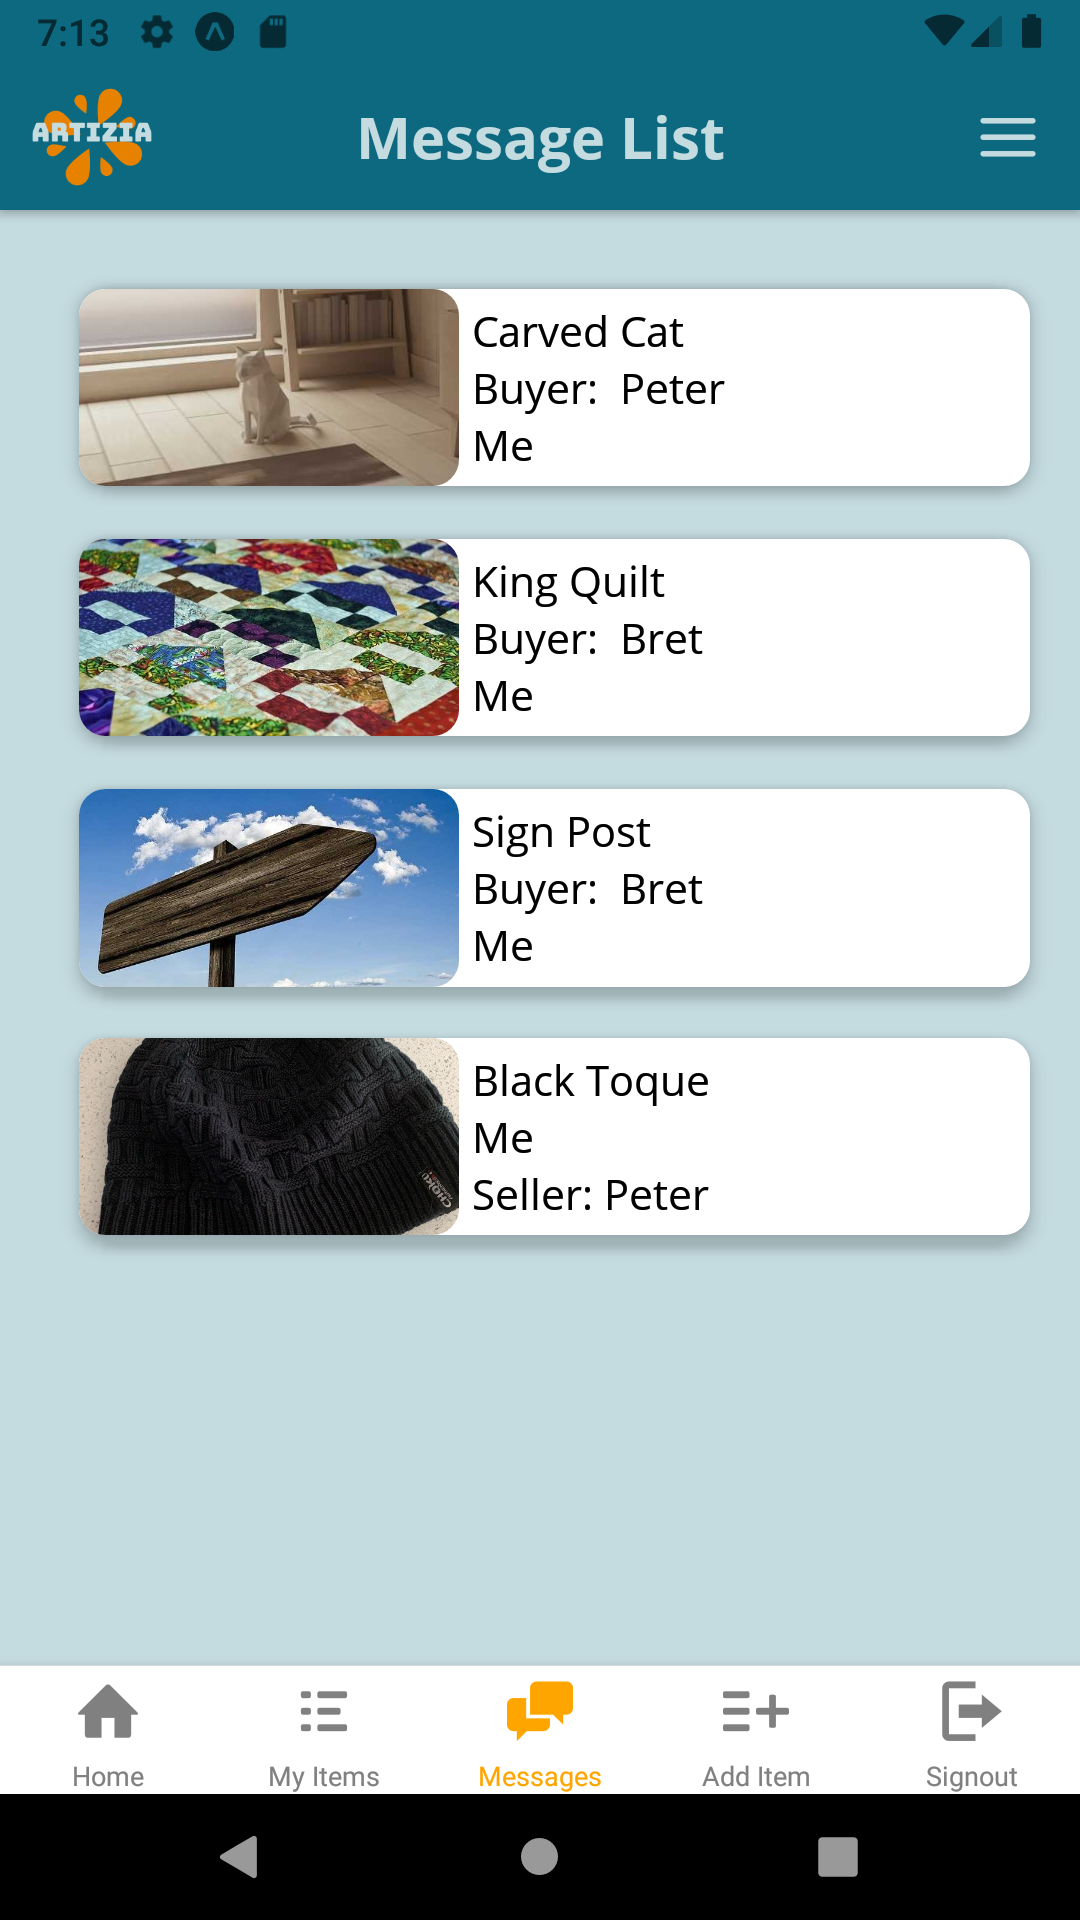 7:13
ARTIZIA
Message List
Carved Cat
Buyer:  Peter
Me
King Quilt
Buyer:  Bret
Me
Sign Post
Buyer:  Bret
Me
Black Toque
Me
Seller: Peter
CHOKO
Home
My Items
Messages
Add Item
Signout